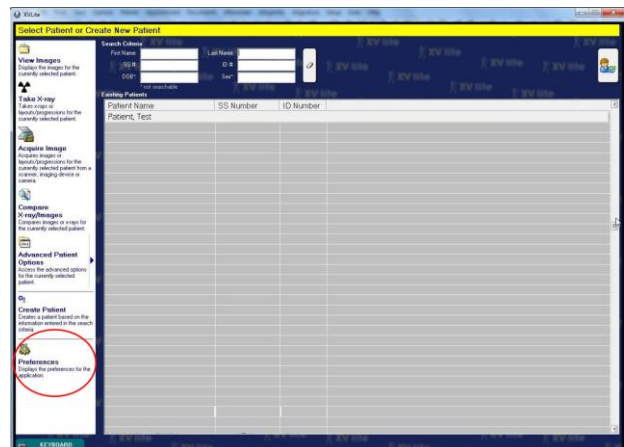 XVLite
Select Patient or Create New Patient
View Images
Displays the images for the
currently selected patient.
Take X-ray
Takes x-rays or
layouts/progressions for the
currently selected patient.
Acquire Image
Acquires images or
layouts/progressions for the
currently selected patient from a
scanner, imaging device or
camera.
Compare
X-ray/Images
Compares images or x-rays for
the currently selected patient.
Advanced Patient
Options
Access the advanced options
for the currently selected
patient.
Create Patient
Creates a patient based on the
information entered in the search
criteria.
Preferences
Displays the preferences for the
application.
KEYBOARD
Search Criteria
First Name: Last Name:
SS #: ID #:
DOB*: Sex*:
* not searchable
Existing Patients
Patient Name SS Number ID Number
Patient, Test
XV lite